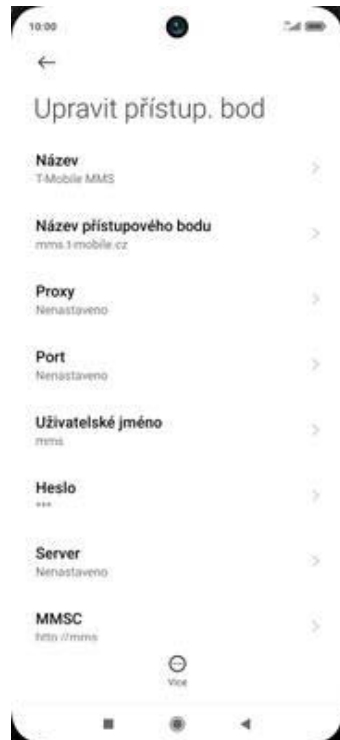 10:00
Upravit přístup. bod
Název
T-Mobile MMS
Název přístupového bodu
mms.t-mobile.cz
Proxy
Nenastaveno
Port
Nenastaveno
Uživatelské jméno
mms
Heslo
***
Server
Nenastaveno
MMSC
http://mms
Více